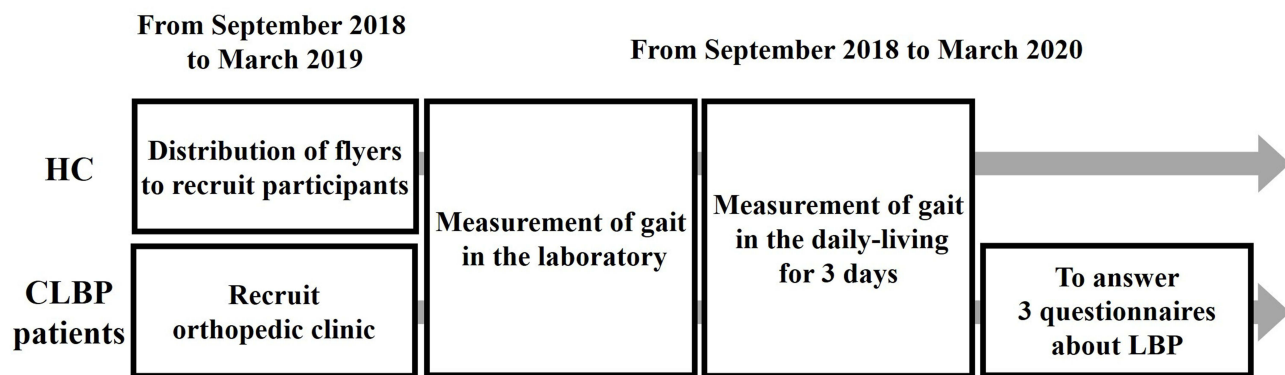 From September 2018
to March 2019
From September 2018 to March 2020
HC
Distribution of flyers
to recruit participants
Measurement of gait
in the laboratory
Measurement of gait
in the daily-living
for 3 days
CLBP
patients
Recruit
orthopedic clinic
To answer
3 questionnaires
about LBP